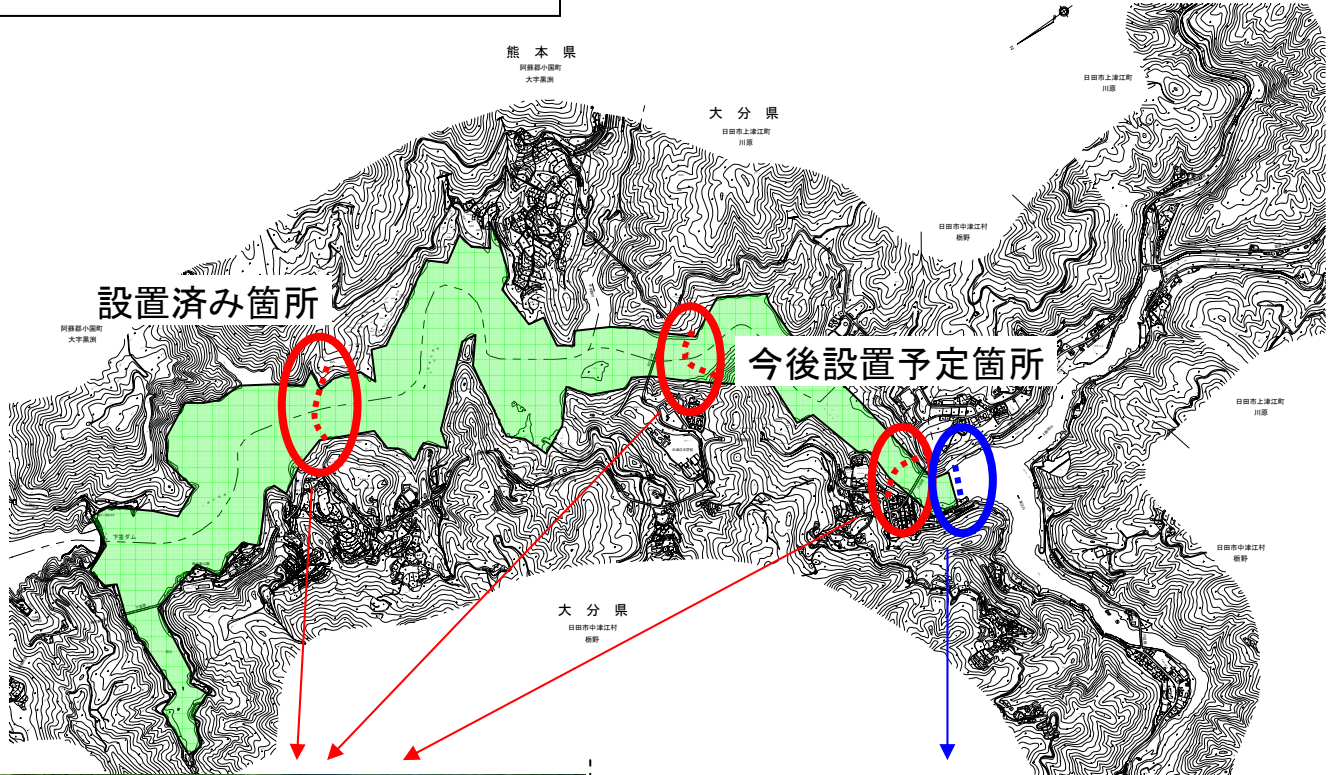 熊本県
阿蘇郡小国町
大字黒渕
大分県
日田市上津江町
川原
日田市上津江町
川原
日田市中津江村
栃野
設置済み箇所
阿蘇郡小国町
大字黒渕
今後設置予定箇所
日田市上津江町
川原
下筌ダム
日田市中津江村
栃野
大分県
日田市中津江村
栃野
N